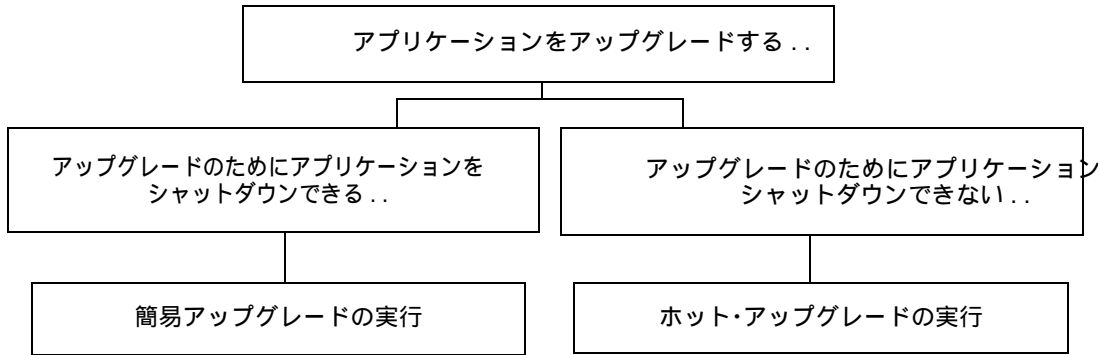 アプリケーションをアップグレードする . .
アップグレードのためにアプリケーションを
シャットダウンできる . .
アップグレードのためにアプリケーション
シャットダウンできない . .
簡易アップグレードの実行
ホット・アップグレードの実行